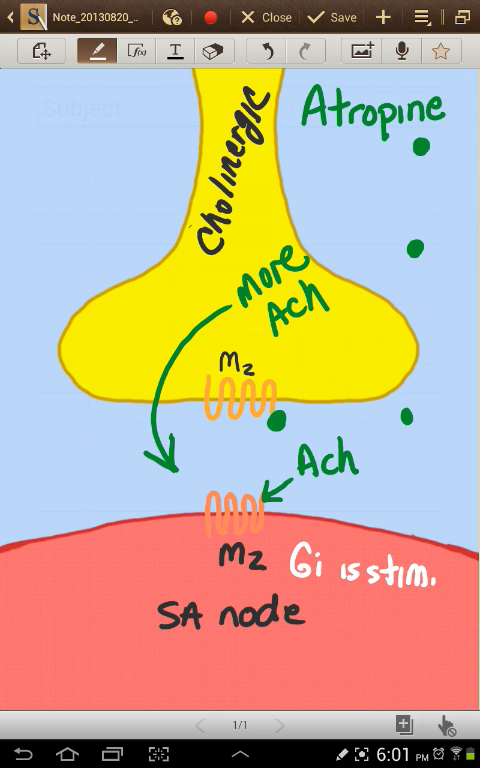 Note_20130820_..
Close
Save
f(x)
T
Subject
Cholinergic
Atropine
More
Ach
M2
Ach
M2
Gi is stim.
SA node
1/1
6:01 PM